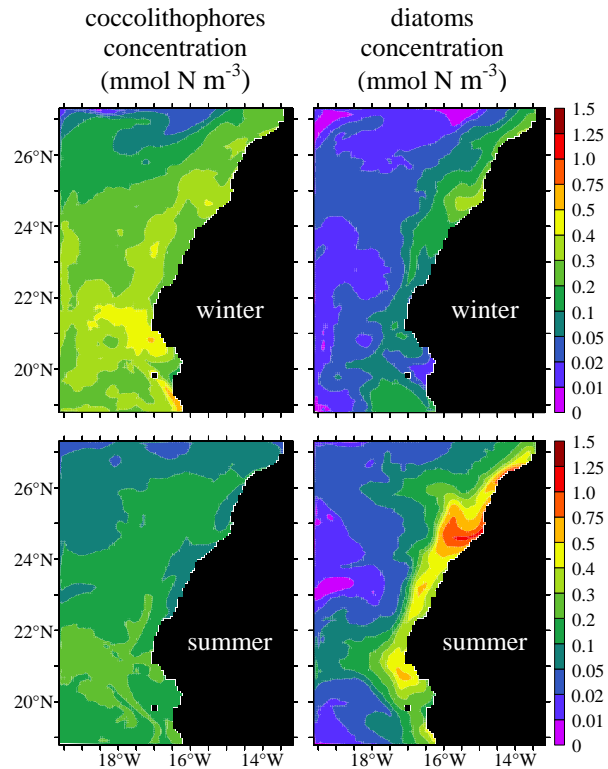 coccolithophores diatoms
concentration concentration
(mmol N m⁻³) (mmol N m⁻³)
1.5
1.25
26°N
1.0
0.75
0.5
24°N
0.4
0.3
22°N
0.2
winter winter
0.1
0.05
20°N
0.02
0.01
0
1.5
1.25
26°N
1.0
0.75
0.5
24°N
0.4
0.3
22°N
0.2
summer summer
0.1
0.05
20°N
0.02
0.01
0
18°W 16°W 14°W 18°W 16°W 14°W